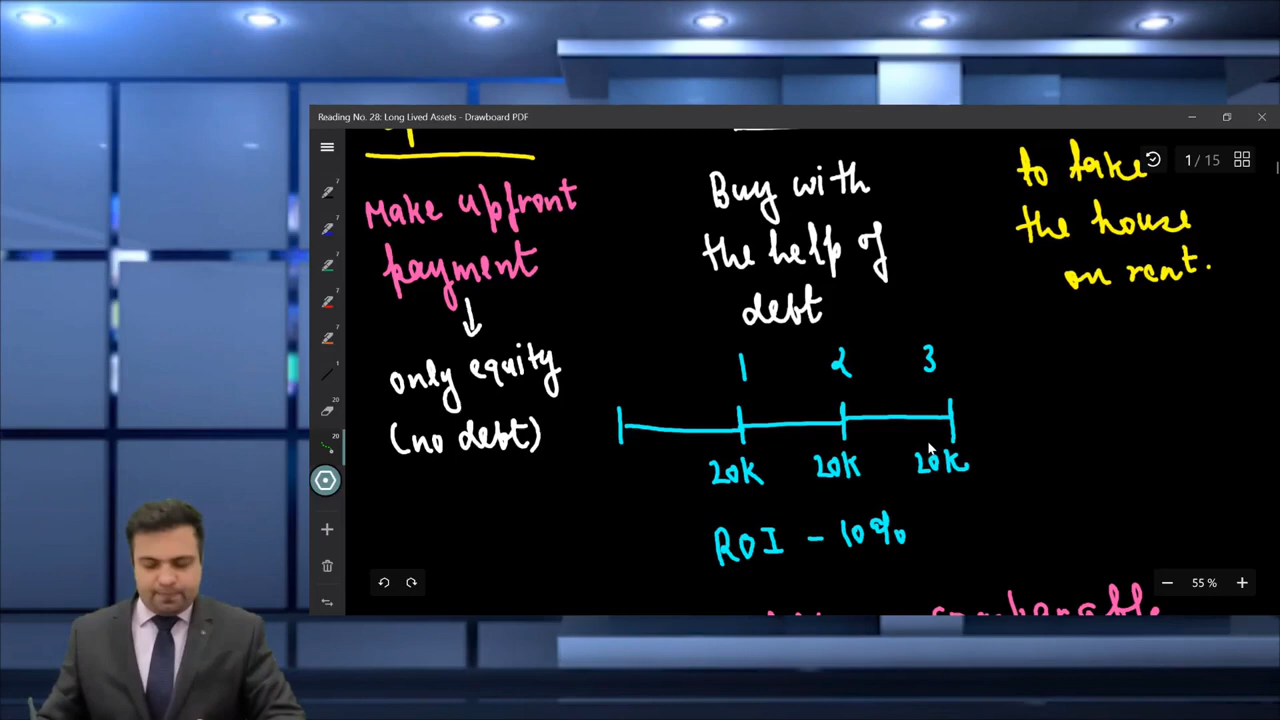 Reading No. 28: Long Lived Assets - Drawboard PDF
1 / 15
Make upfront
payment
only equity
(no debt)
Buy with
the help of
debt
1 2 3
20k 20k 20k
ROI - 10%
to take
the house
on rent.
55 %